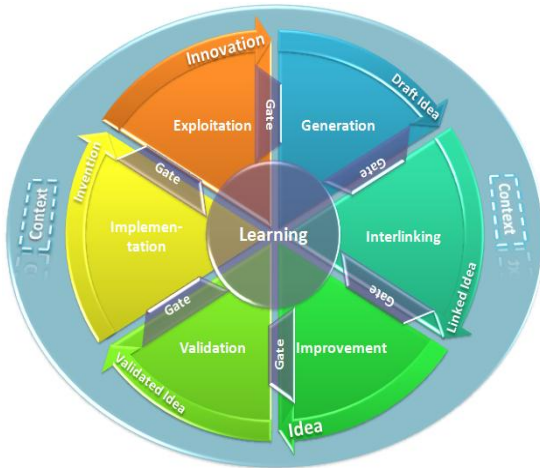 Innovation
Draft Idea
Gate
Exploitation
Generation
Gate
Gate
Invention
Context
Context
Implemen-
tation
Learning
Interlinking
Gate
Gate
Linked Idea
Validation
Gate
Improvement
Validated Idea
Idea